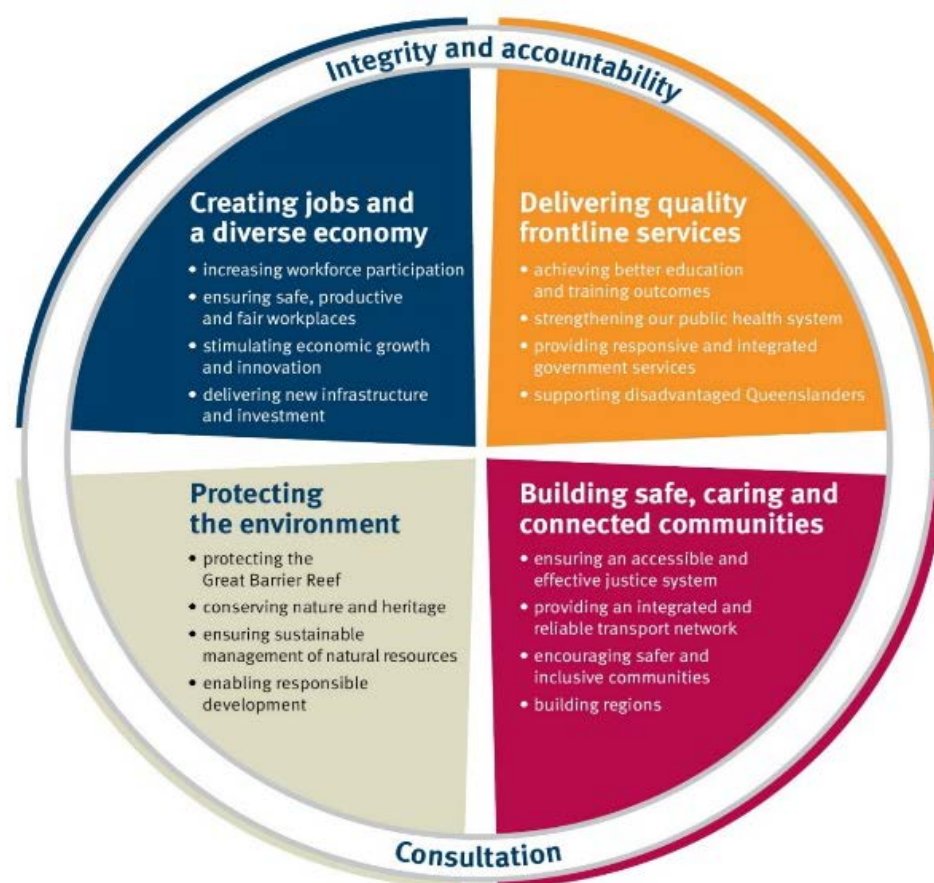 Integrity and accountability
Creating jobs and
a diverse economy
• increasing workforce participation
• ensuring safe, productive
and fair workplaces
• stimulating economic growth
and innovation
• delivering new infrastructure
and investment
Delivering quality
frontline services
• achieving better education
and training outcomes
• strengthening our public health system
• providing responsive and integrated
government services
• supporting disadvantaged Queenslanders
Protecting
the environment
• protecting the
Great Barrier Reef
• conserving nature and heritage
• ensuring sustainable
management of natural resources
• enabling responsible
development
Building safe, caring and
connected communities
• ensuring an accessible and
effective justice system
• providing an integrated and
reliable transport network
• encouraging safer and
inclusive communities
• building regions
Consultation